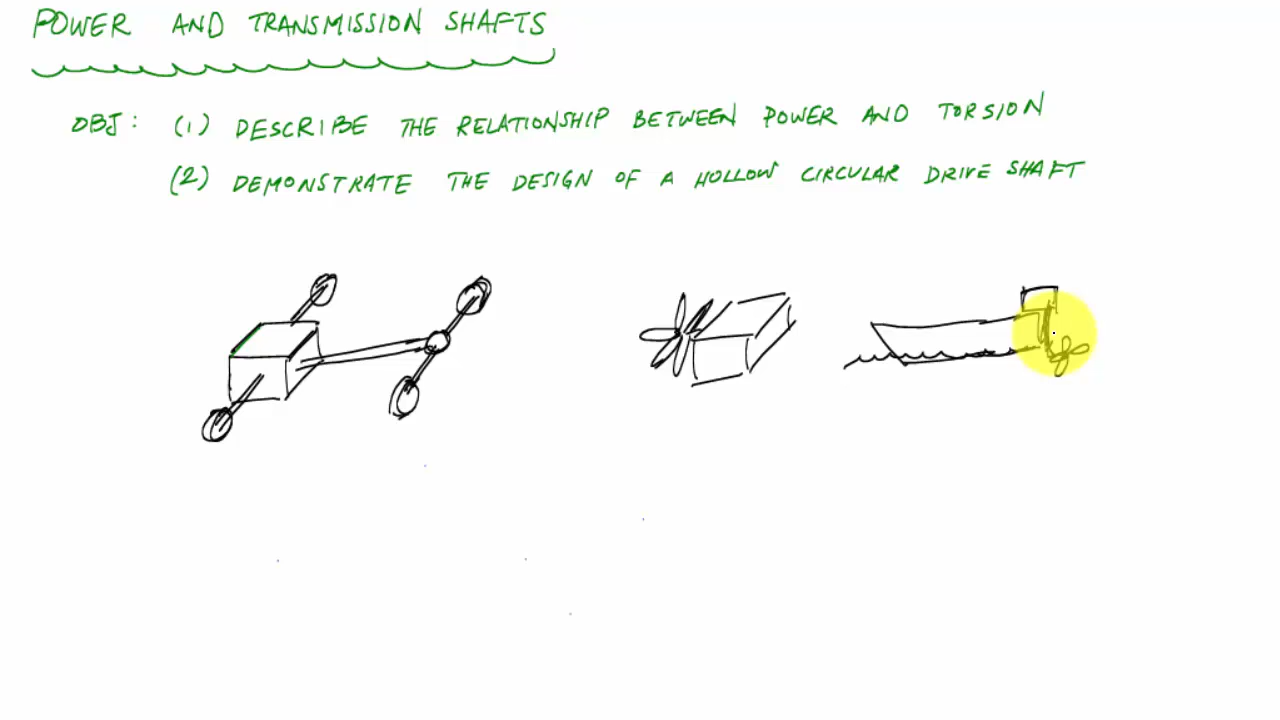 POWER AND TRANSMISSION SHAFTS
OBJ: (1) DESCRIBE THE RELATIONSHIP BETWEEN POWER AND TORSION
(2) DEMONSTRATE THE DESIGN OF A HOLLOW CIRCULAR DRIVE SHAFT